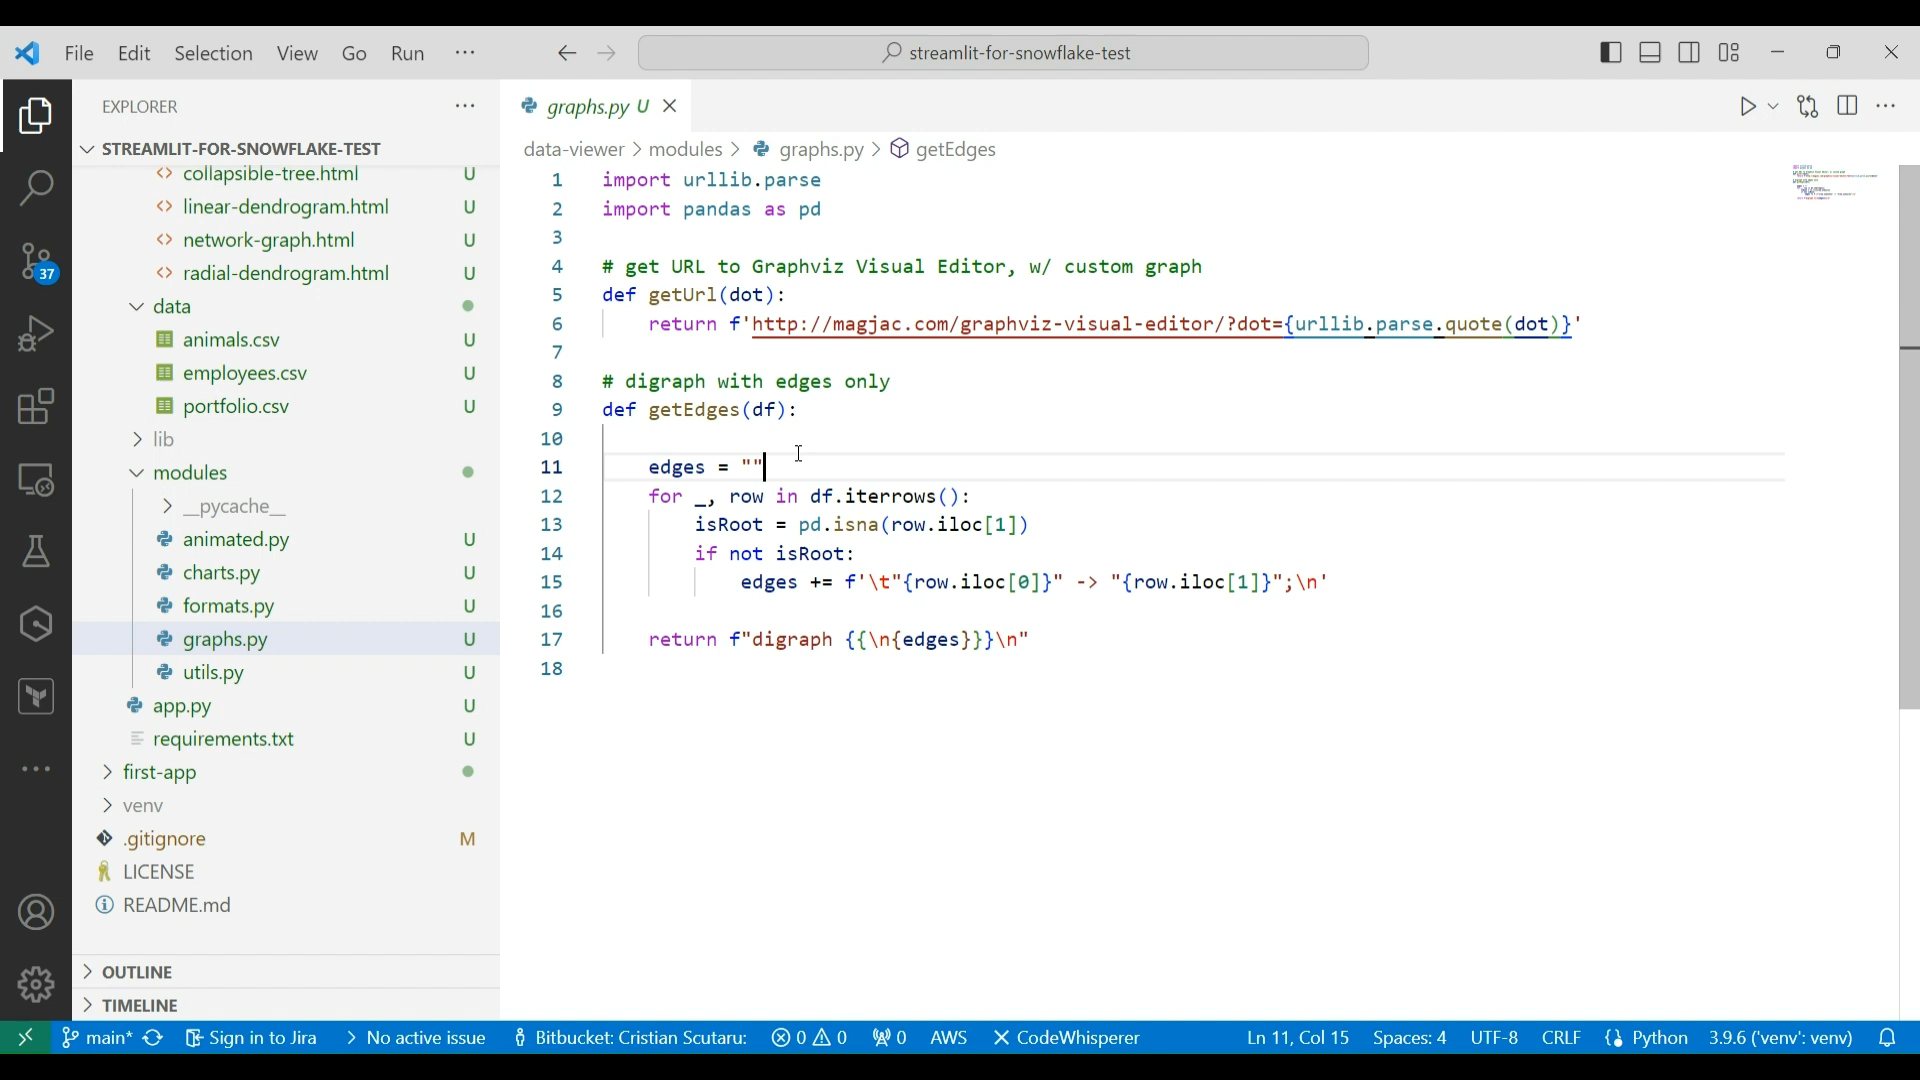 File Edit Selection View Go Run ···
streamlit-for-snowflake-test
EXPLORER ···
STREAMLIT-FOR-SNOWFLAKE-TEST
<> collapsible-tree.html U
<> linear-dendrogram.html U
<> network-graph.html U
<> radial-dendrogram.html U
data
animals.csv U
employees.csv U
portfolio.csv U
lib
modules
__pycache__
animated.py U
charts.py U
formats.py U
graphs.py U
utils.py U
app.py U
requirements.txt U
first-app
venv
.gitignore M
LICENSE
README.md
OUTLINE
TIMELINE
37
graphs.py U
data-viewer > modules > graphs.py > getEdges
1 import urllib.parse
2 import pandas as pd
3
4 # get URL to Graphviz Visual Editor, w/ custom graph
5 def getUrl(dot):
6 return f'http://magjac.com/graphviz-visual-editor/?dot={urllib.parse.quote(dot)}'
7
8 # digraph with edges only
9 def getEdges(df):
10
11 edges = ""
12 for _, row in df.iterrows():
13 isRoot = pd.isna(row.iloc[1])
14 if not isRoot:
15 edges += f'\t"{row.iloc[0]}" -> "{row.iloc[1]}";\n'
16
17 return f"digraph {{\n{edges}}}\n"
18
main* Sign in to Jira > No active issue Bitbucket: Cristian Scutaru: 0 0 0 AWS CodeWhisperer Ln 11, Col 15 Spaces: 4 UTF-8 CRLF Python 3.9.6 ('venv': venv)